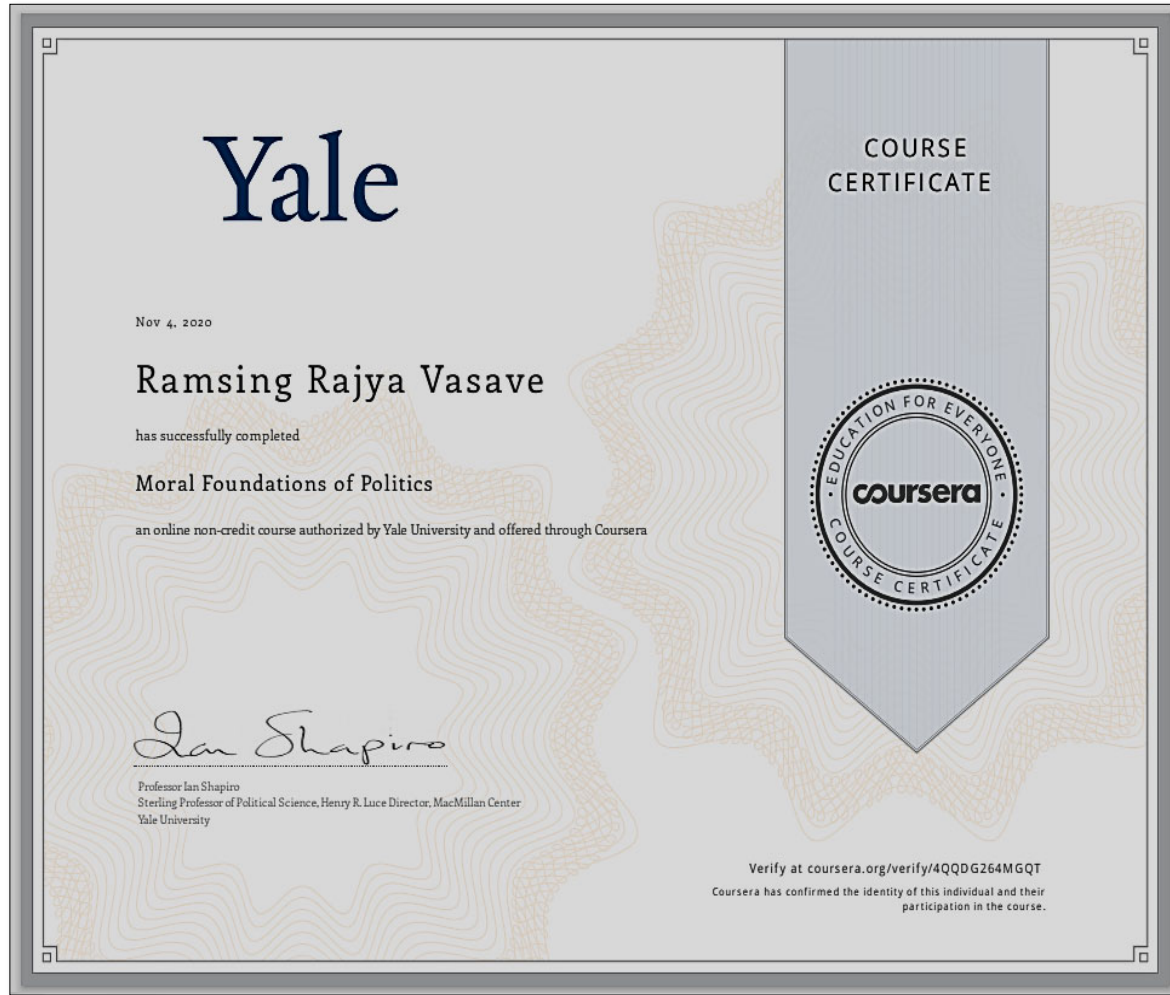 Yale
COURSE
CERTIFICATE
Nov 4, 2020
Ramsing Rajya Vasave
has successfully completed
Moral Foundations of Politics
an online non-credit course authorized by Yale University and offered through Coursera
EDUCATION FOR EVERYONE
coursera
COURSE CERTIFICATE
Ian Shapiro
Professor Ian Shapiro
Sterling Professor of Political Science, Henry R. Luce Director, MacMillan Center
Yale University
Verify at coursera.org/verify/4QQDG264MGQT
Coursera has confirmed the identity of this individual and their
participation in the course.